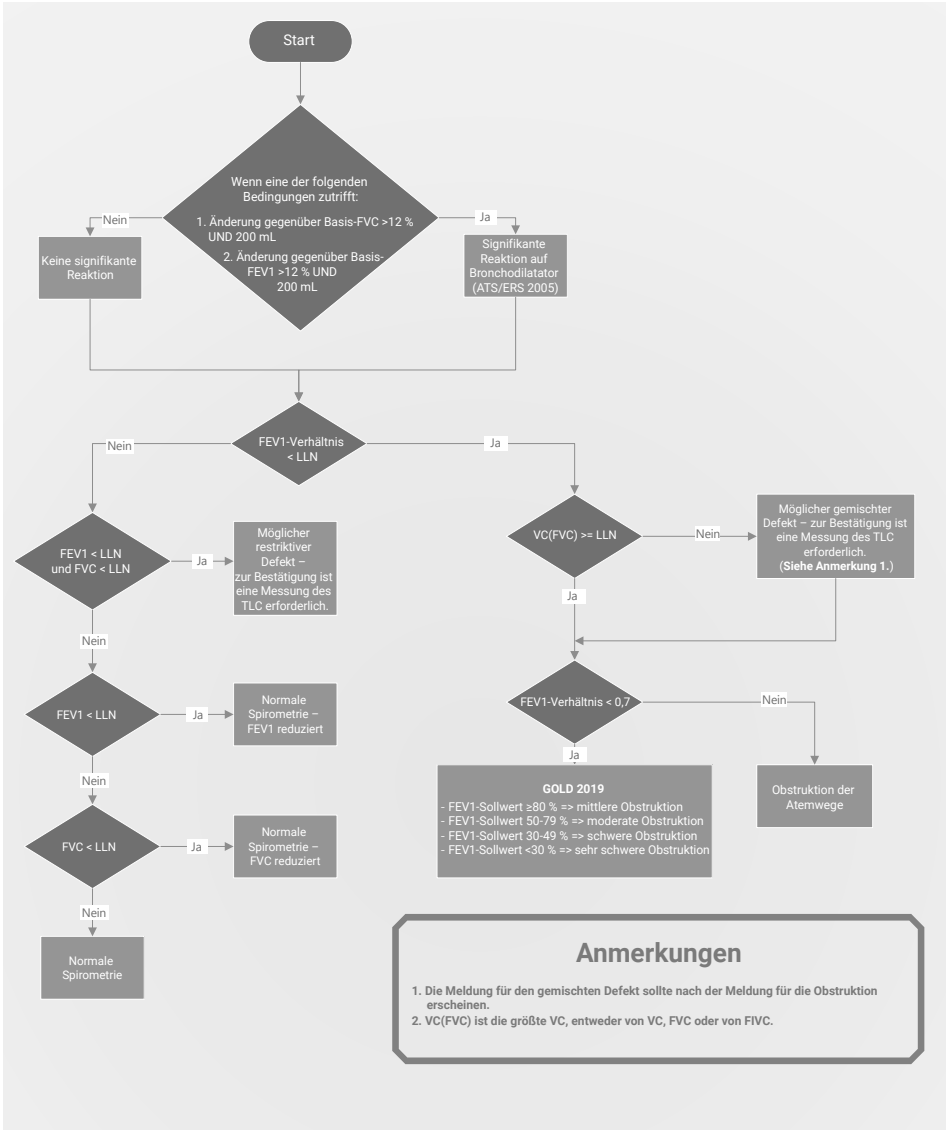 Start
Wenn eine der folgenden
Bedingungen zutrifft:
1. Änderung gegenüber Basis-FVC >12 %
UND 200 mL
2. Änderung gegenüber Basis-
FEV1 >12 % UND
200 mL
Nein
Ja
Keine signifikante
Reaktion
Signifikante
Reaktion auf
Bronchodilatator
(ATS/ERS 2005)
FEV1-Verhältnis
< LLN
Nein
Ja
FEV1 < LLN
und FVC < LLN
Ja
Möglicher
restriktiver
Defekt –
zur Bestätigung ist
eine Messung des
TLC erforderlich.
VC(FVC) >= LLN
Nein
Möglicher gemischter
Defekt – zur Bestätigung ist
eine Messung des TLC
erforderlich.
(Siehe Anmerkung 1.)
Ja
Nein
FEV1 < LLN
Ja
Normale
Spirometrie –
FEV1 reduziert
FEV1-Verhältnis < 0,7
Nein
Ja
Nein
GOLD 2019
- FEV1-Sollwert ≥80 % => mittlere Obstruktion
- FEV1-Sollwert 50-79 % => moderate Obstruktion
- FEV1-Sollwert 30-49 % => schwere Obstruktion
- FEV1-Sollwert <30 % => sehr schwere Obstruktion
Obstruktion der
Atemwege
FVC < LLN
Ja
Normale
Spirometrie –
FVC reduziert
Nein
Normale
Spirometrie
Anmerkungen
1. Die Meldung für den gemischten Defekt sollte nach der Meldung für die Obstruktion
erscheinen.
2. VC(FVC) ist die größte VC, entweder von VC, FVC oder von FIVC.